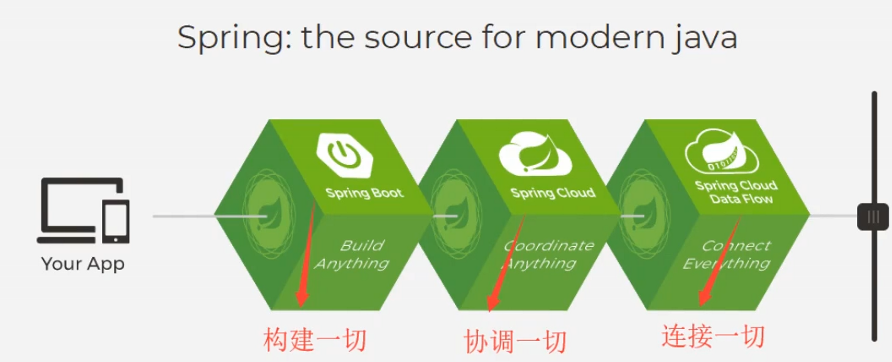 Spring: the source for modern java
Spring Boot
Build
Anything
Spring Cloud
Coordinate
Anything
Spring Cloud
Data Flow
Connect
Everything
Your App
构建一切
协调一切
连接一切